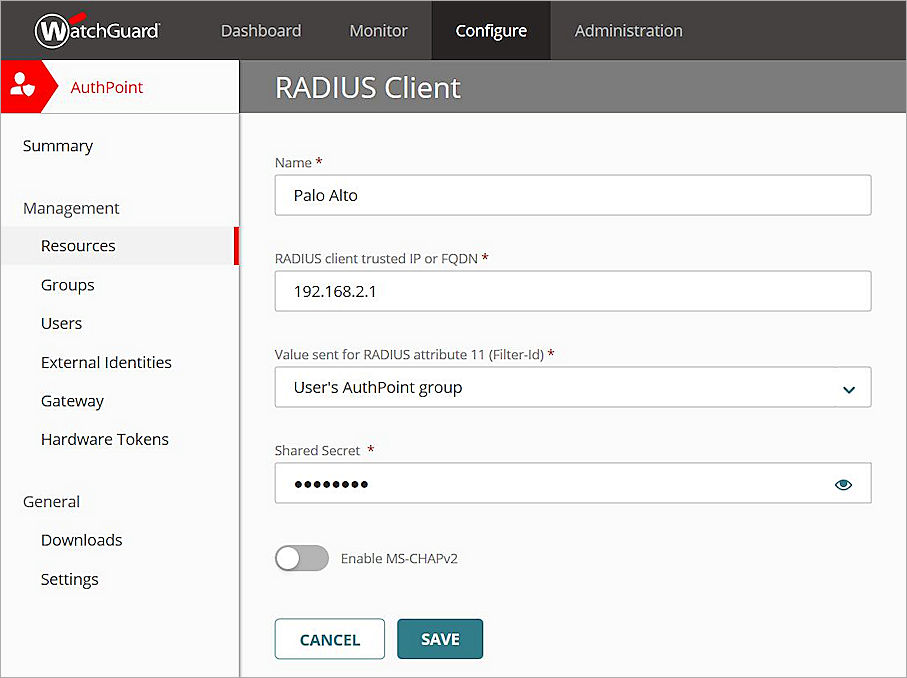 WatchGuard
Dashboard
Monitor
Configure
Administration
AuthPoint
RADIUS Client
Summary
Management
Resources
Groups
Users
External Identities
Gateway
Hardware Tokens
General
Downloads
Settings
Name *
Palo Alto
RADIUS client trusted IP or FQDN *
192.168.2.1
Value sent for RADIUS attribute 11 (Filter-Id) *
User's AuthPoint group
Shared Secret *
••••••••
Enable MS-CHAPv2
CANCEL
SAVE